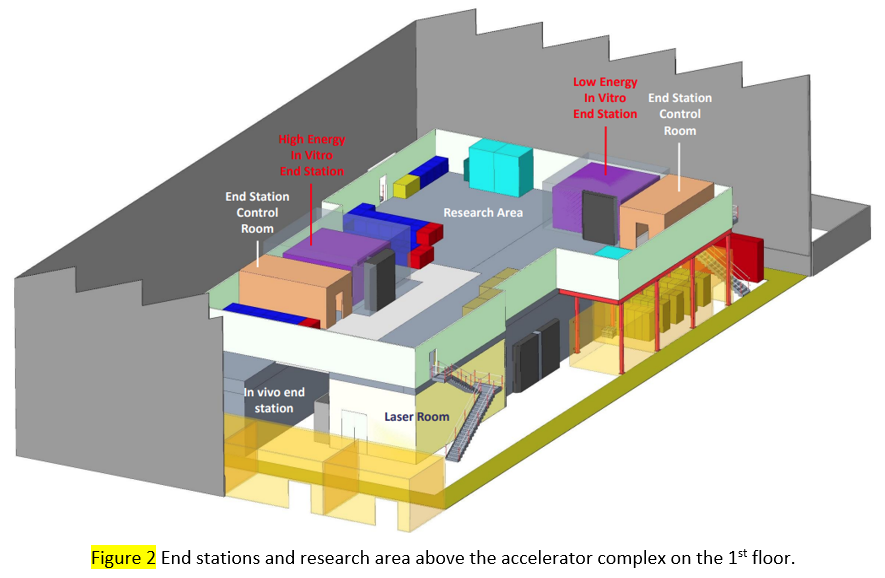 Low Energy
In Vitro
End Station
End Station
Control
Room
High Energy
In Vitro
End Station
End Station
Control
Room
Research Area
In vivo end
station
Laser Room
Figure 2 End stations and research area above the accelerator complex on the 1st floor.